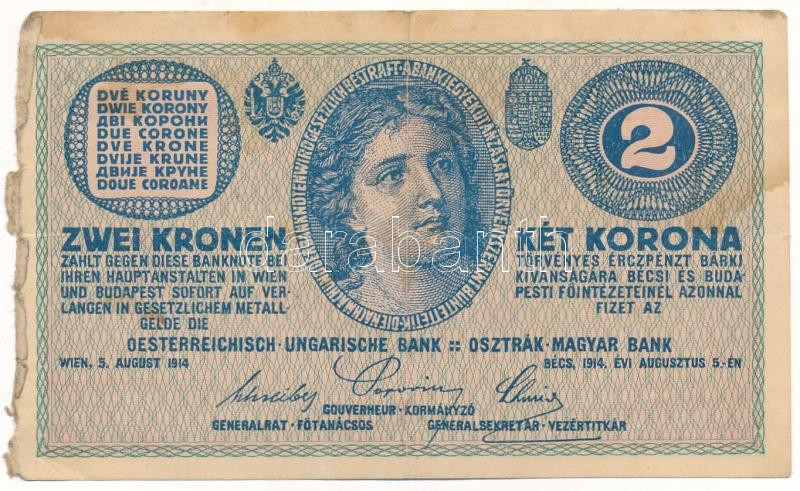 DVĚ KORUNY
DWIE KORONY
ДВІ КОРОНИ
DUE CORONE
DVE KRONE
DVIJE KRUNE
ДВИЈЕ КРУНЕ
DOUE COROANE
2
ZWEI KRONEN
ZAHLT GEGEN DIESE BANKNOTE BEI
IHREN HAUPTANSTALTEN IN WIEN
UND BUDAPEST SOFORT AUF VER-
LANGEN IN GESETZLICHEM METALL-
GELDE DIE
KÉT KORONA
TÖRVÉNYES ÉRCZPÉNZT BÁRKI
KIVÁNSÁGÁRA BÉCSI ÉS BUDA-
PESTI FŐINTÉZETEINÉL AZONNAL
FIZET AZ
OESTERREICHISCH-UNGARISCHE BANK :: OSZTRÁK-MAGYAR BANK
WIEN, 5. AUGUST 1914
BÉCS, 1914. ÉVI AUGUSZTUS 5.-ÉN
GOUVERNEUR · KORMÁNYZÓ
GENERALRAT · FŐTANÁCSOS
GENERALSEKRETÄR · VEZÉRTITKÁR
darabanth